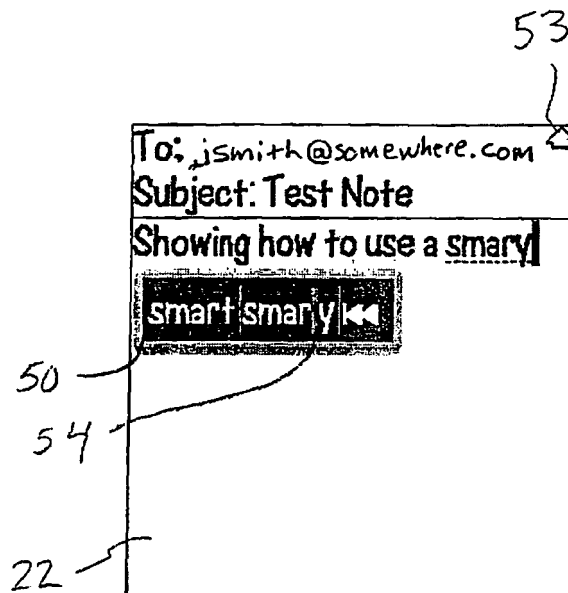 53
To: jsmith@somewhere.com
Subject: Test Note
Showing how to use a smary
smart smary
50
54
22